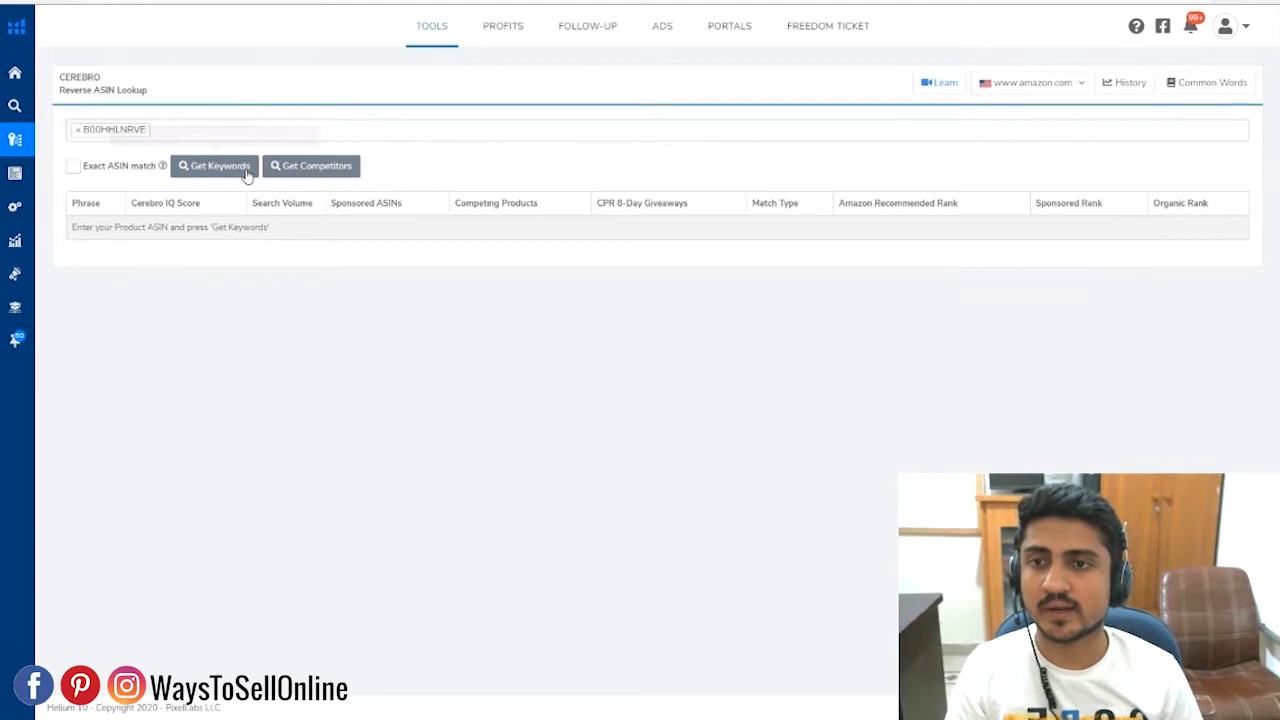 TOOLS PROFITS FOLLOW-UP ADS PORTALS FREEDOM TICKET 99+
CEREBRO
Reverse ASIN Lookup
Learn www.amazon.com History Common Words
× B00HHLNRVE
Exact ASIN match Get Keywords Get Competitors
Phrase Cerebro IQ Score Search Volume Sponsored ASINs Competing Products CPR 8-Day Giveaways Match Type Amazon Recommended Rank Sponsored Rank Organic Rank
Enter your Product ASIN and press 'Get Keywords'
50
WaysToSellOnline
Helium 10 - Copyright 2020 - PixelLabs LLC